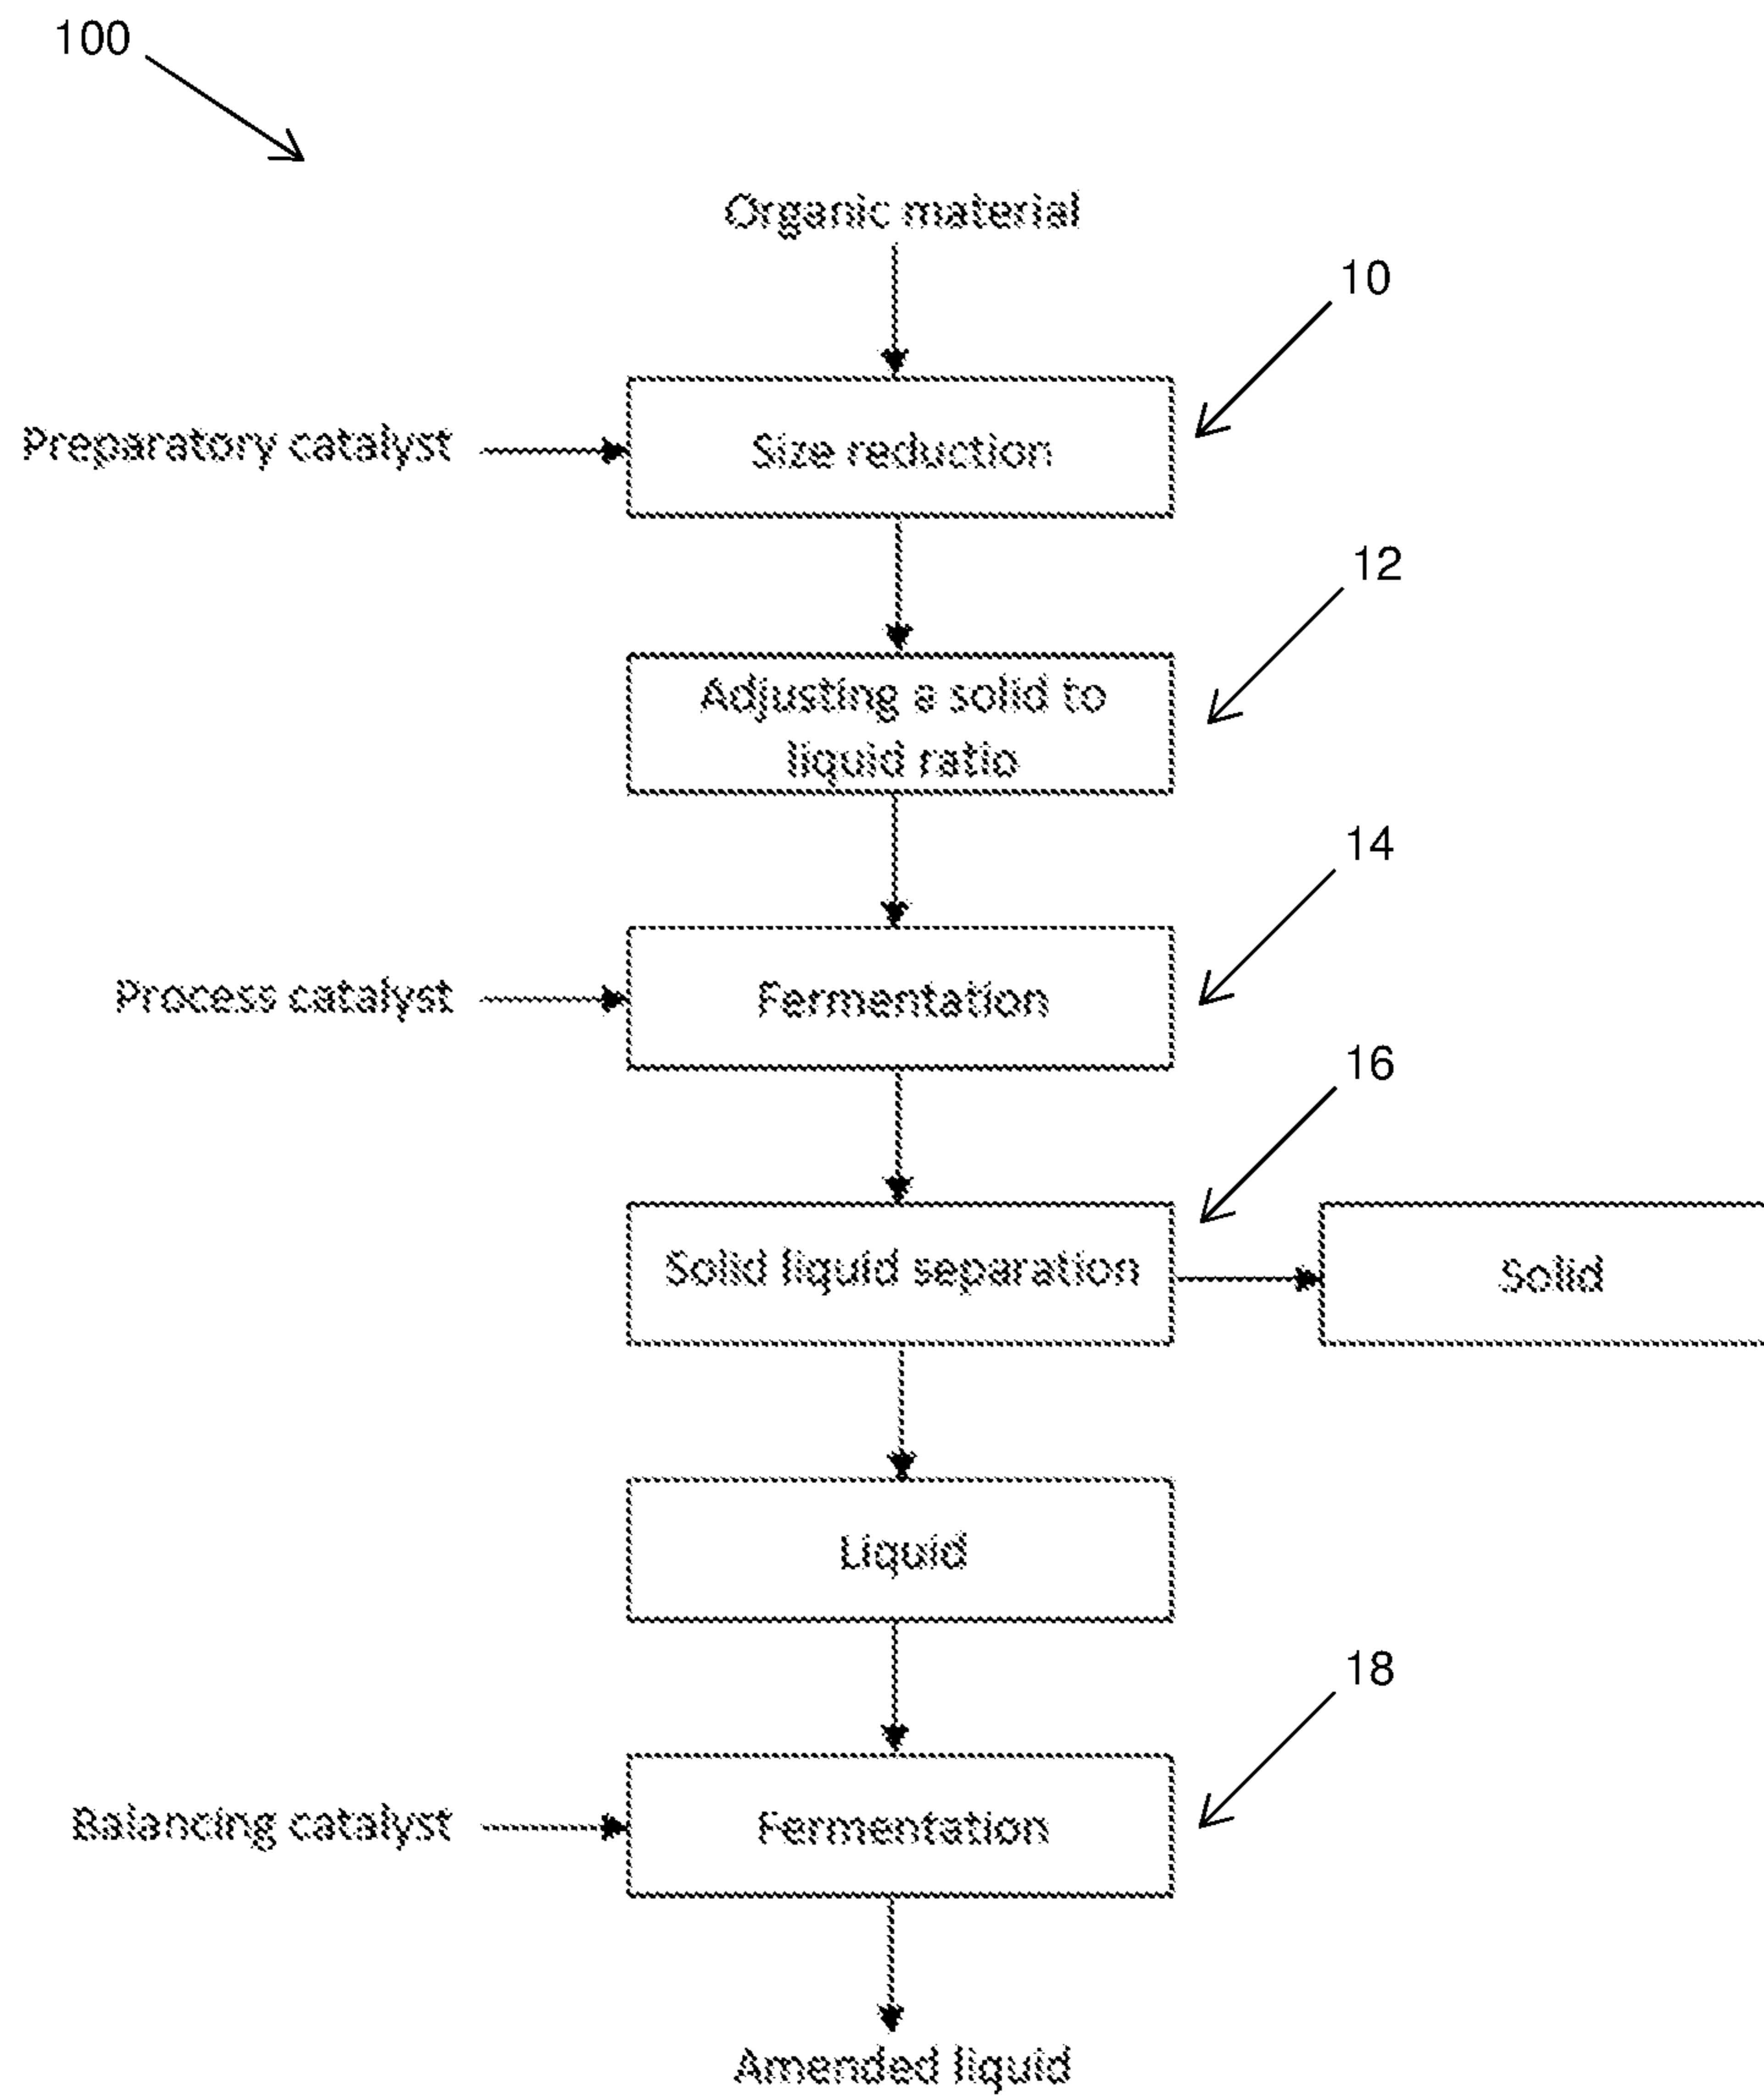 100
Organic material
10
Preparatory catalyst
Size reduction
12
Adjusting a solid to
liquid ratio
14
Process catalyst
Fermentation
16
Solid liquid separation
Solid
Liquid
18
Balancing catalyst
Fermentation
Amended liquid